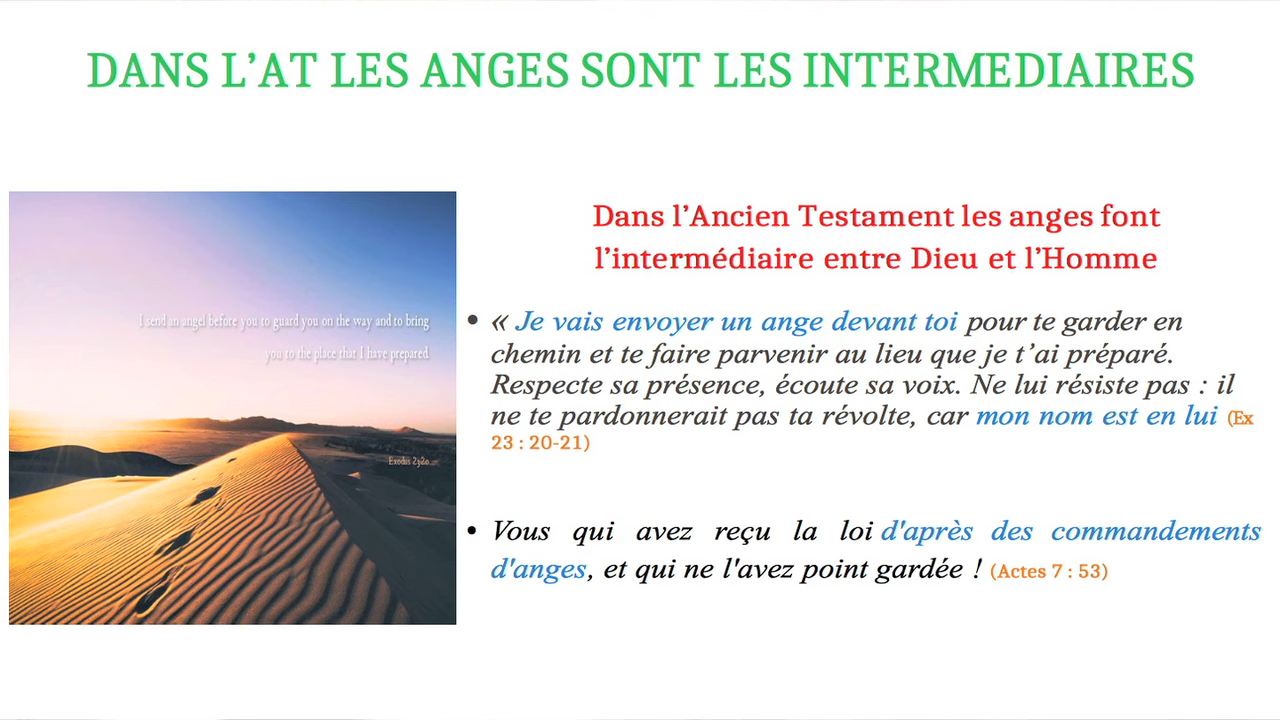 DANS L’AT LES ANGES SONT LES INTERMEDIAIRES
I send an angel before you to guard you on the way and to bring
you to the place that I have prepared
Exodus 23:20
Dans l’Ancien Testament les anges font
l’intermédiaire entre Dieu et l’Homme
• « Je vais envoyer un ange devant toi pour te garder en
chemin et te faire parvenir au lieu que je t’ai préparé.
Respecte sa présence, écoute sa voix. Ne lui résiste pas : il
ne te pardonnerait pas ta révolte, car mon nom est en lui (Ex
23 : 20-21)
• Vous qui avez reçu la loi d'après des commandements
d'anges, et qui ne l'avez point gardée ! (Actes 7 : 53)